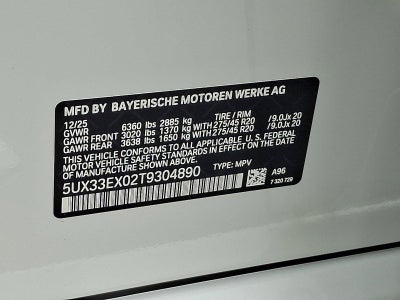 MFD BY BAYERISCHE MOTOREN WERKE AG
12/25 TIRE / RIM
GVWR 6360 lbs 2885 kg
GAWR FRONT 3020 lbs 1370 kg WITH 275/45 R20 /9.0Jx 20
GAWR REAR 3638 lbs 1650 kg WITH 275/45 R20 /9.0Jx 20
THIS VEHICLE CONFORMS TO ALL APPLICABLE U.S. FEDERAL
MOTOR VEHICLE SAFETY STANDARDS IN EFFECT ON THE
DATE OF MANUFACTURE SHOWN ABOVE.
5UX33EX02T9304890 TYPE: MPV
A96
7 320 729